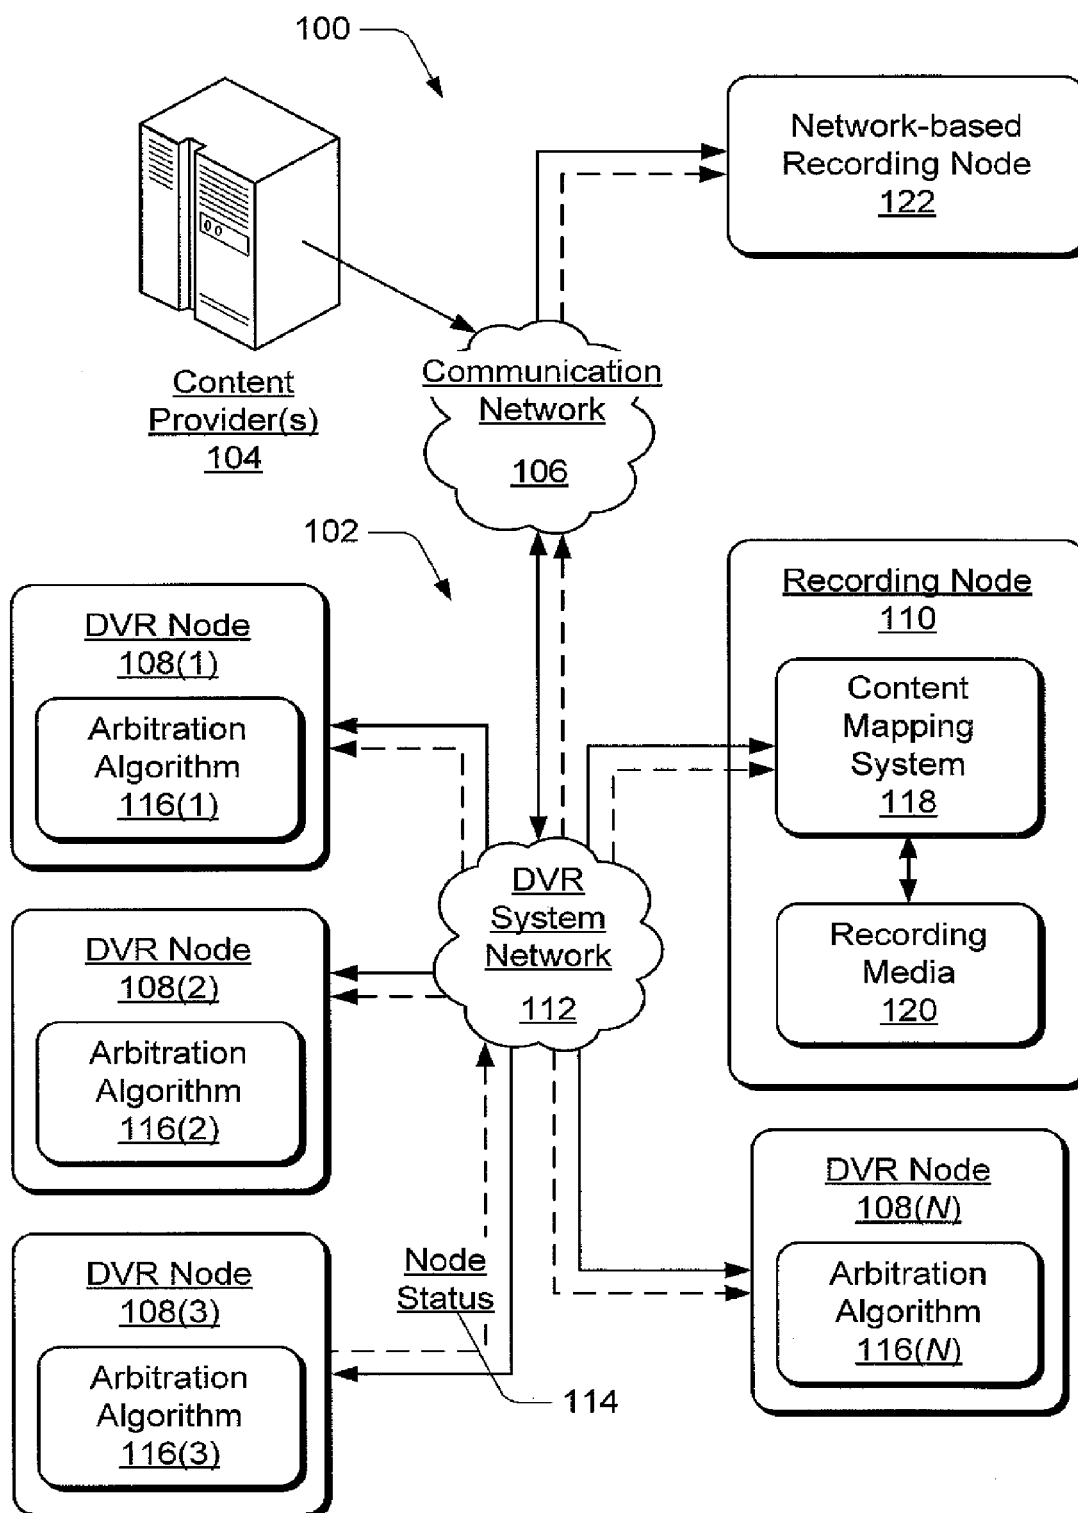 100
Network-based
Recording Node
122
Content
Provider(s)
104
Communication
Network
106
102
DVR Node
108(1)
Arbitration
Algorithm
116(1)
Recording Node
110
Content
Mapping
System
118
Recording
Media
120
DVR
System
Network
112
DVR Node
108(2)
Arbitration
Algorithm
116(2)
DVR Node
108(3)
Arbitration
Algorithm
116(3)
Node
Status
114
DVR Node
108(N)
Arbitration
Algorithm
116(N)